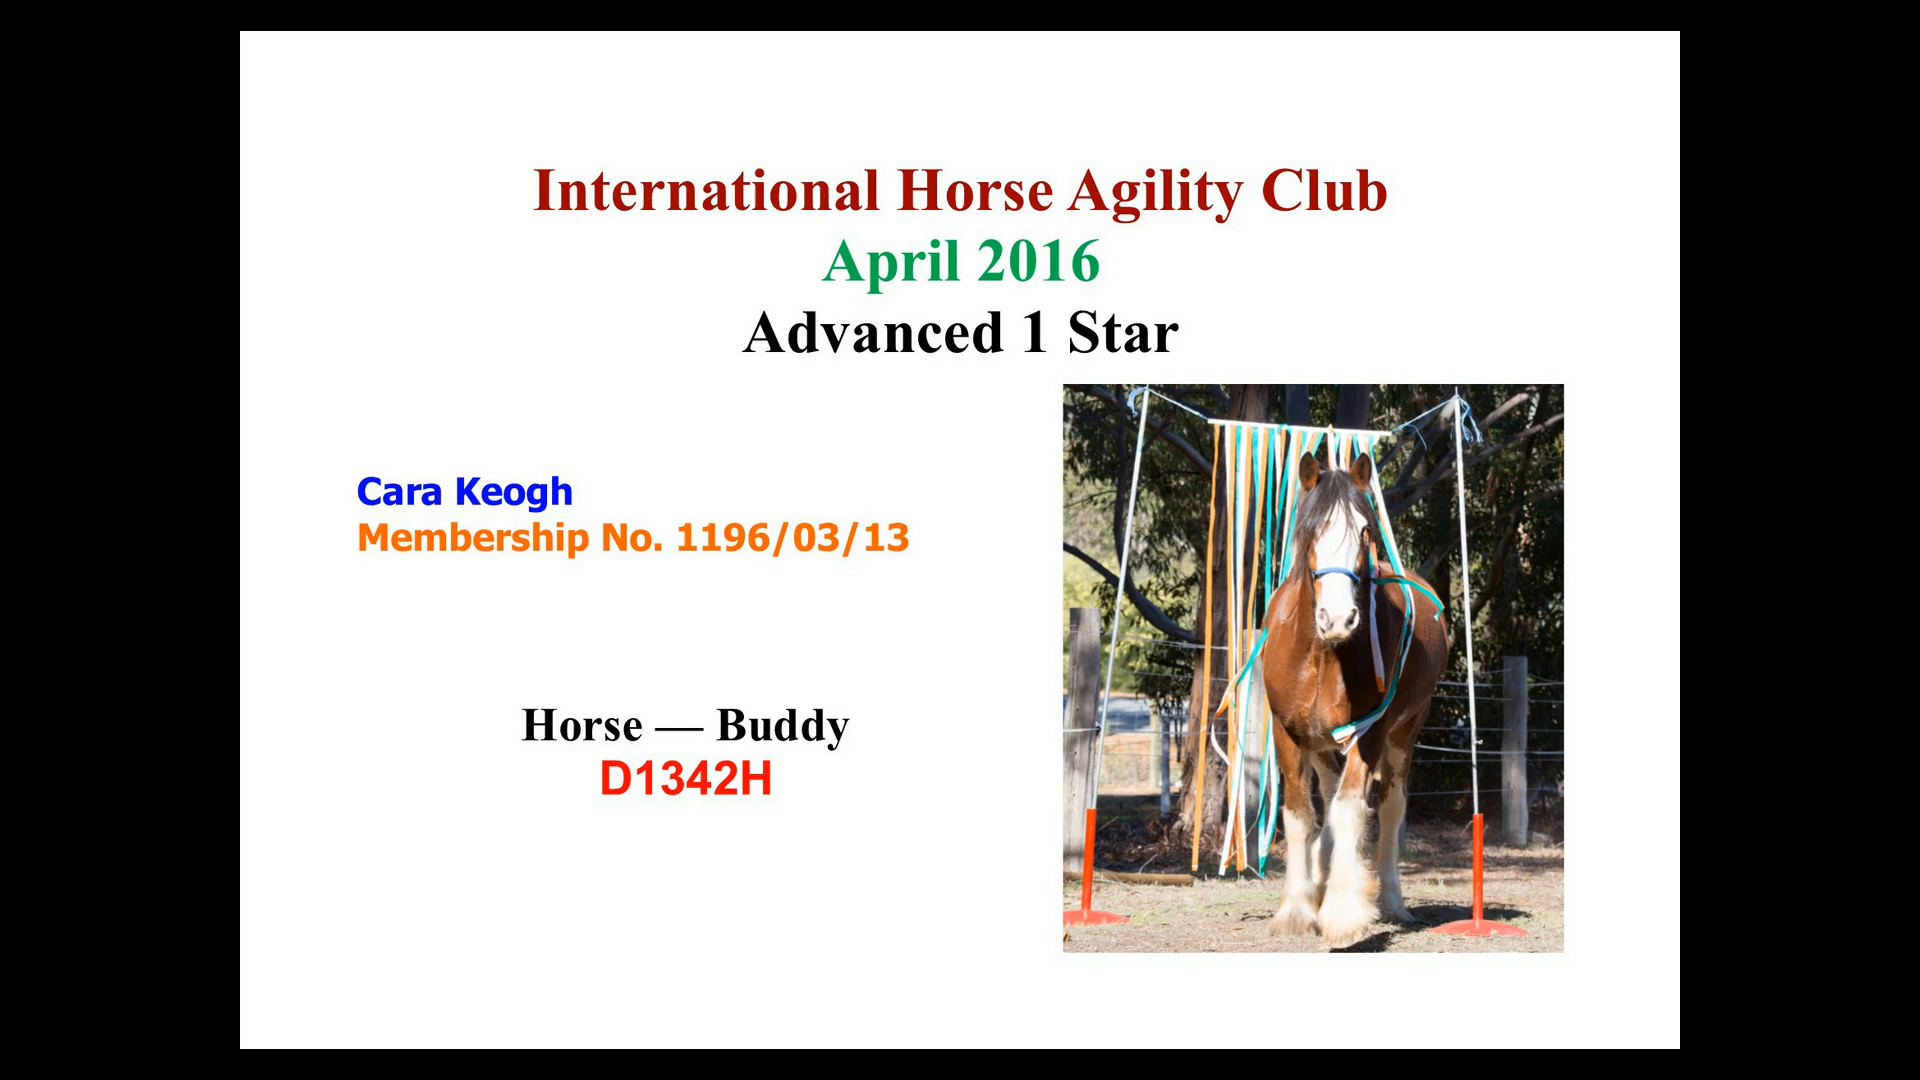 International Horse Agility Club
April 2016
Advanced 1 Star
Cara Keogh
Membership No. 1196/03/13
Horse — Buddy
D1342H